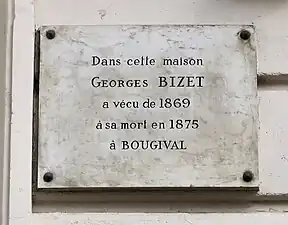 Dans cette maison
GEORGES BIZET
a vécu de 1869
à sa mort en 1875
à BOUGIVAL